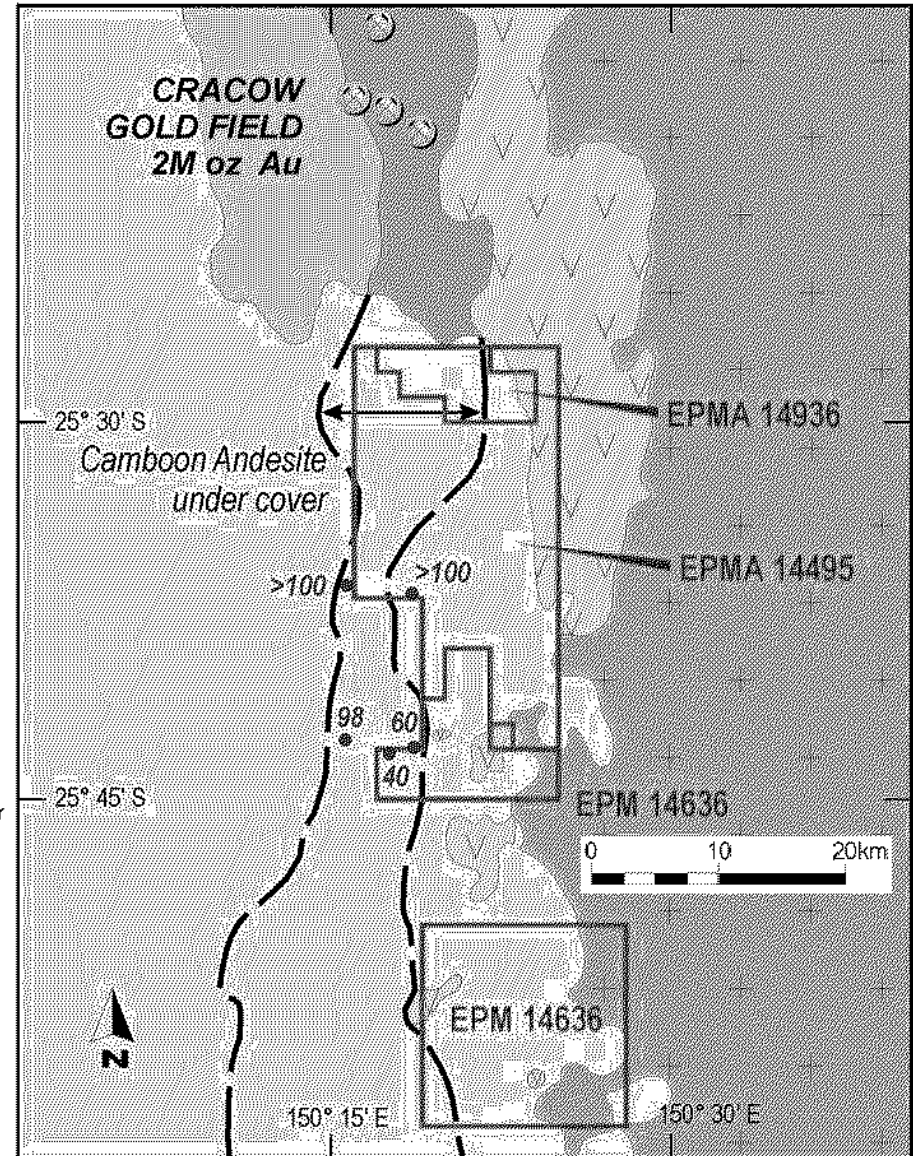 CRACOW
GOLD FIELD
2M oz Au
25° 30' S
EPMA 14936
Camboon Andesite
under cover
>100
>100
EPMA 14495
98
60
40
25° 45' S
EPM 14636
0 10 20km
EPM 14636
N
150° 15' E
150° 30' E